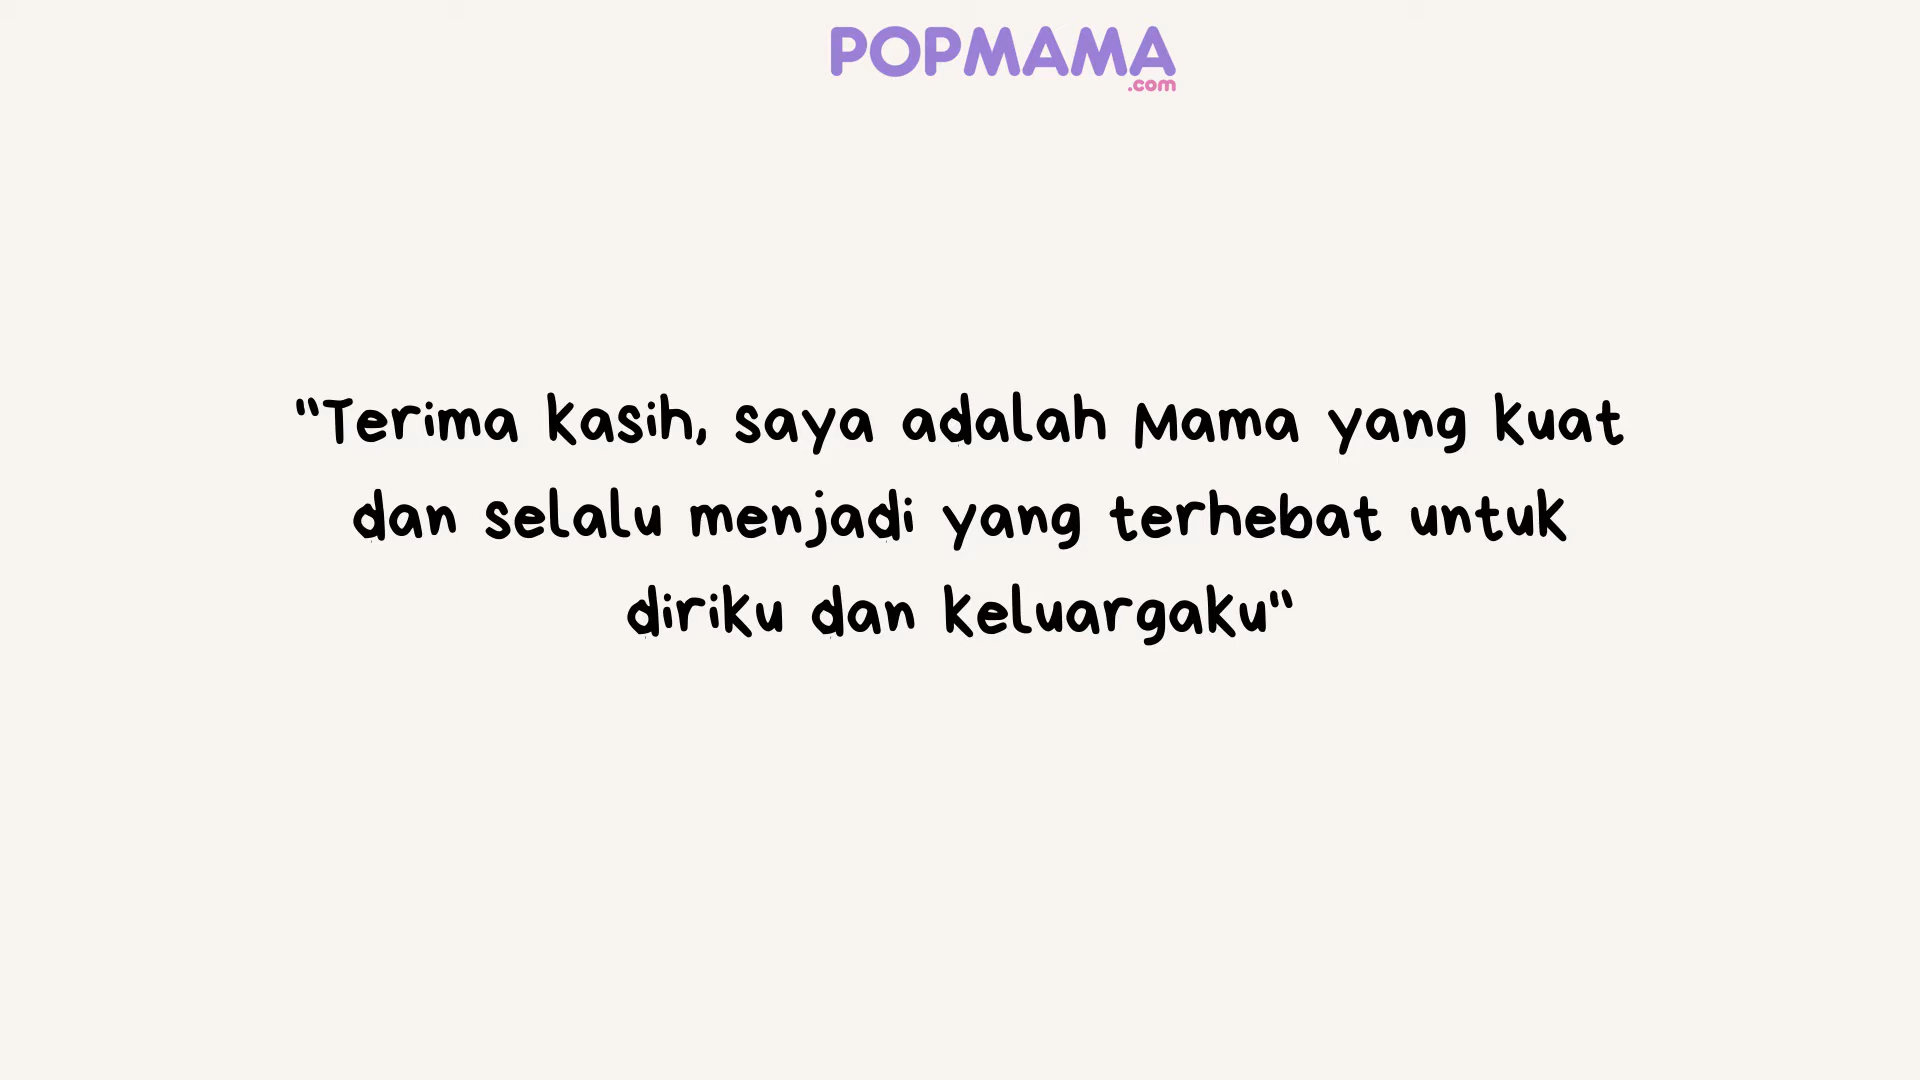 POPMAMA
.com
"Terima kasih, saya adalah Mama yang kuat
dan selalu menjadi yang terhebat untuk
diriku dan keluargaku"